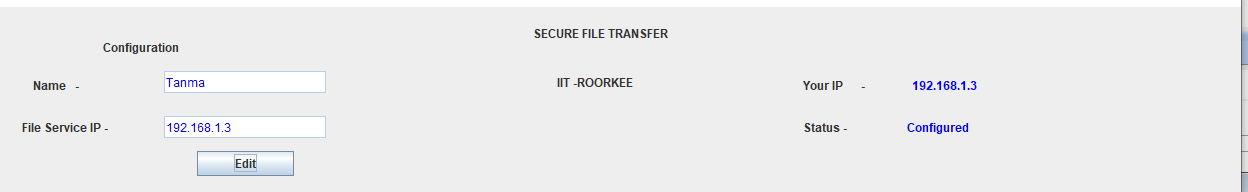 SECURE FILE TRANSFER
Configuration
Name - Tanma IIT -ROORKEE Your IP - 192.168.1.3
File Service IP - 192.168.1.3 Status - Configured
Edit